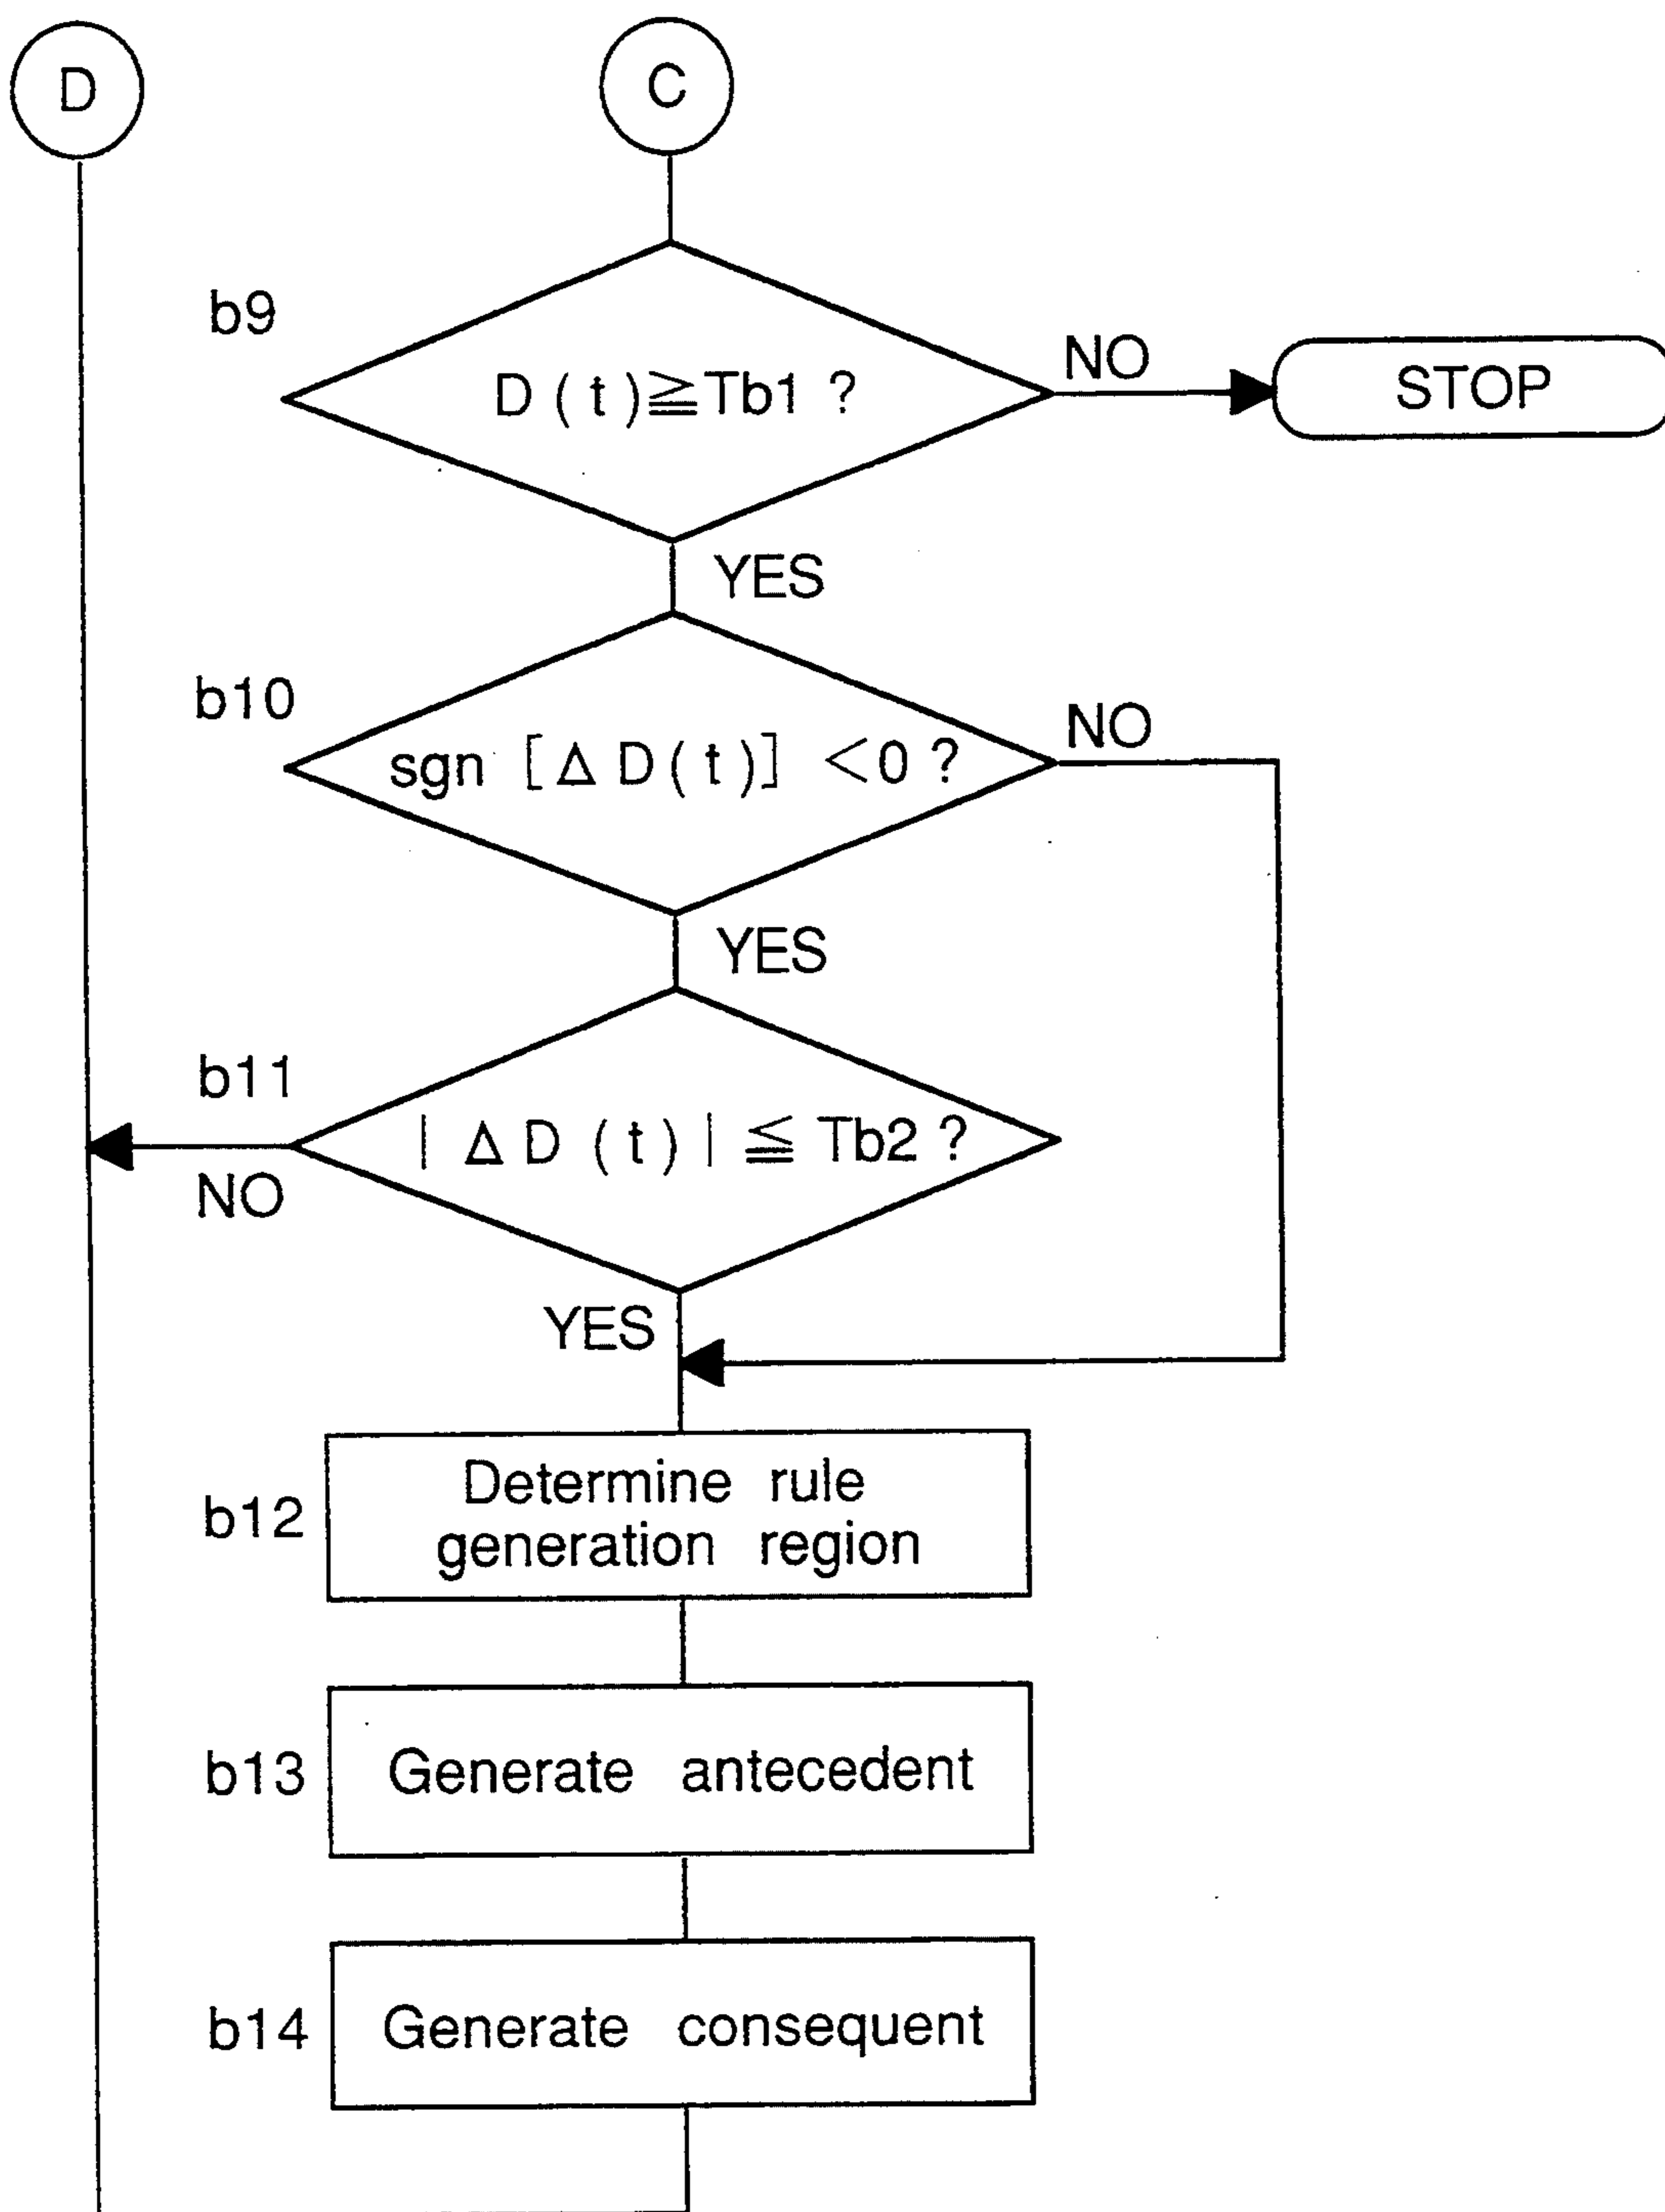 D
C
b9
D(t)≧Tb1 ?
NO
STOP
YES
b10
sgn [Δ D(t)] <0 ?
NO
YES
b11
| Δ D (t) | ≦ Tb2 ?
NO
YES
b12
Determine rule
generation region
b13
Generate antecedent
b14
Generate consequent